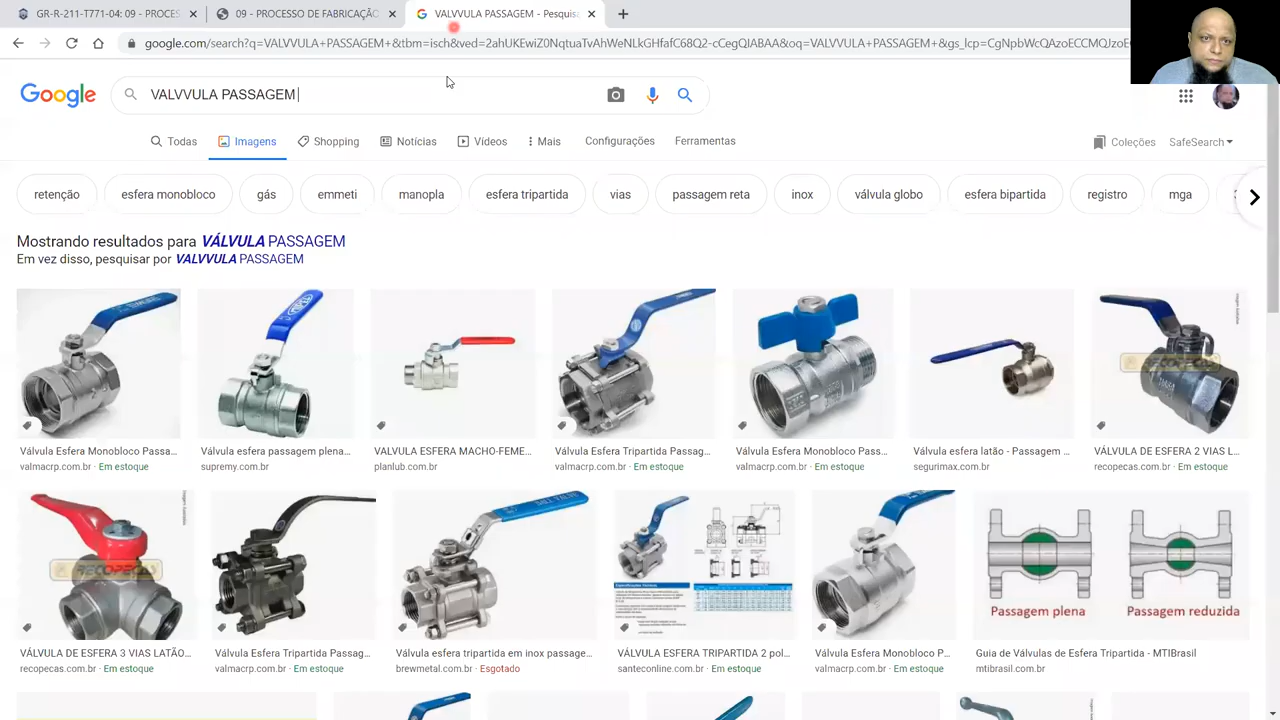 GR-R-211-T771-04: 09 - PROCES
09 - PROCESSO DE FABRICAÇÃO
VALVVULA PASSAGEM - Pesquisa
google.com/search?q=VALVVULA+PASSAGEM+&tbm=isch&ved=2ahUKEwiZ0NqtuaTvAhWeNLkGHfafC68Q2-cCegQIABAA&oq=VALVVULA+PASSAGEM+&gs_lcp=CgNpbWcQAzoECCMQJzoE
Google
VALVVULA PASSAGEM
Todas
Imagens
Shopping
Notícias
Vídeos
Mais
Configurações
Ferramentas
Coleções
SafeSearch
retenção
esfera monobloco
gás
emmeti
manopla
esfera tripartida
vias
passagem reta
inox
válvula globo
esfera bipartida
registro
mga
Mostrando resultados para VÁLVULA PASSAGEM
Em vez disso, pesquisar por VALVVULA PASSAGEM
RECOPEÇAS
Válvula Esfera Monobloco Passa...
valmacrp.com.br · Em estoque
Válvula esfera passagem plena...
supremy.com.br
VALVULA ESFERA MACHO-FEME...
planlub.com.br
Válvula Esfera Tripartida Passag...
valmacrp.com.br · Em estoque
Válvula Esfera Monobloco Pass...
valmacrp.com.br · Em estoque
Válvula esfera latão - Passagem ...
segurimax.com.br
VÁLVULA DE ESFERA 2 VIAS L...
recopecas.com.br · Em estoque
RECOPEÇAS
Passagem plana
Passagem reduzida
VÁLVULA DE ESFERA 3 VIAS LATÃO...
recopecas.com.br · Em estoque
Válvula Esfera Tripartida Passag...
valmacrp.com.br · Em estoque
Válvula esfera tripartida em inox passage...
brewmetal.com.br · Esgotado
VÁLVULA ESFERA TRIPARTIDA 2 pol...
santeconline.com.br · Em estoque
Válvula Esfera Monobloco P...
valmacrp.com.br · Em estoque
Guia de Válvulas de Esfera Tripartida - MTIBrasil
mtibrasil.com.br